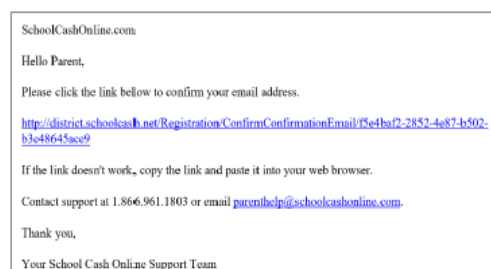 SchoolCashOnline.com:
Hello Parent,
Please click the link bellow to confirm your email address.
http://district.schoolcash.net/Registration/ConfirmConfirmationEmail/f5e4baf2-2852-4e87-b502-
b3e48645ace9
If the link doesn't work, copy the link and paste it into your web browser.
Contact support at 1.866.961.1803 or email parenthelp@schoolcashonline.com.
Thank you,
Your School Cash Online Support Team